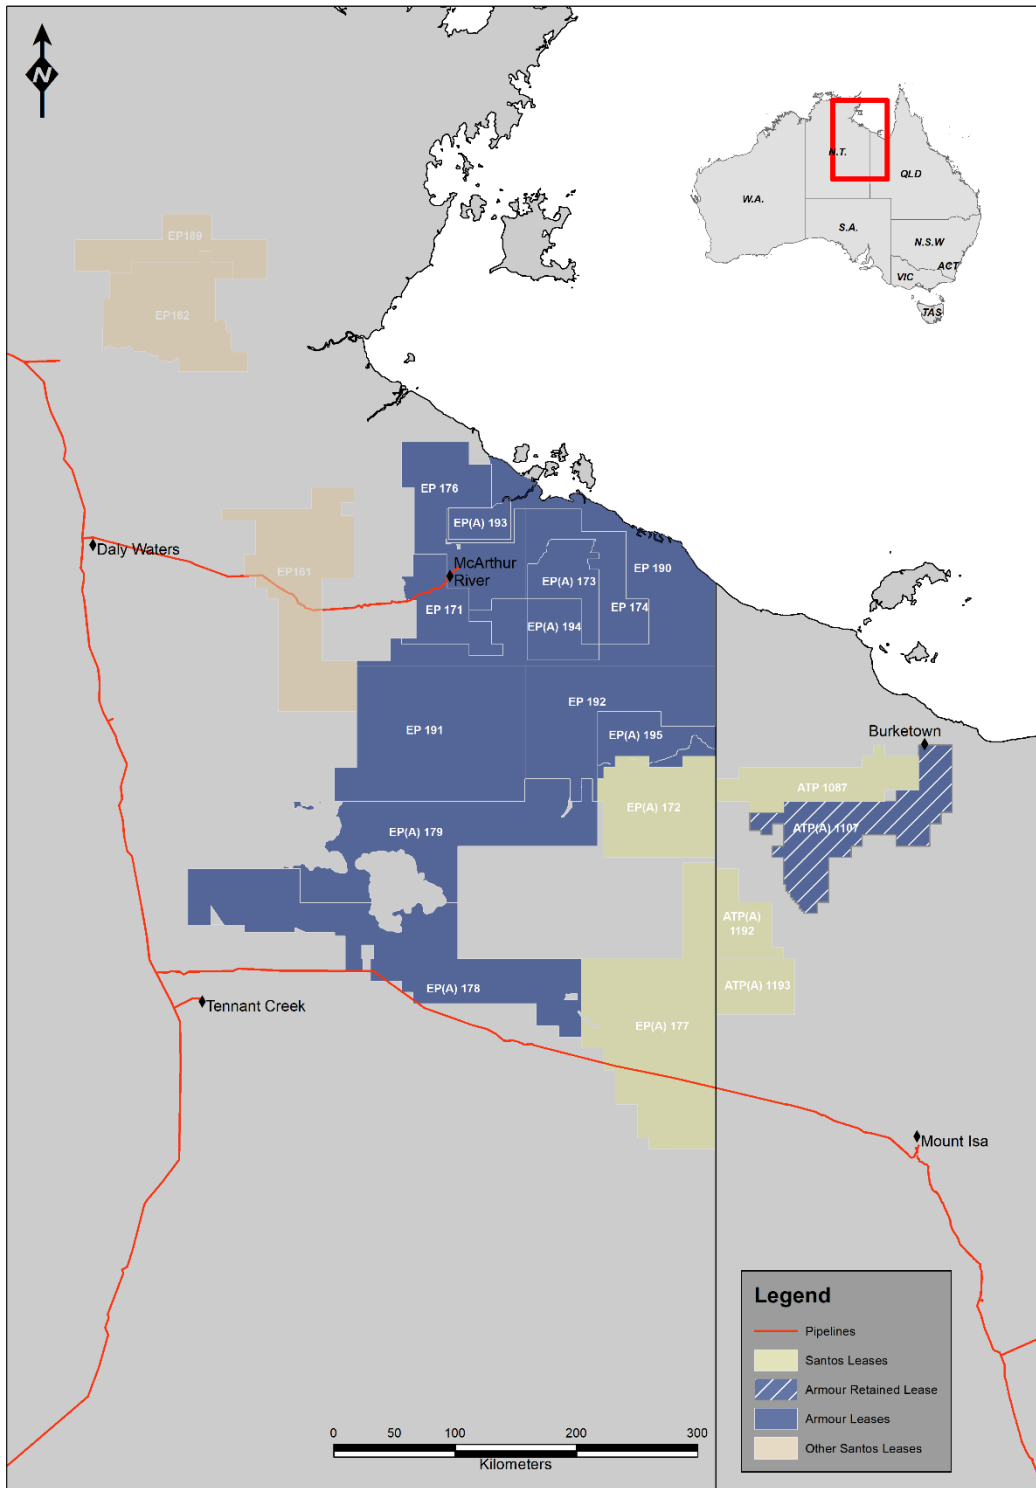 N
N.T.
QLD
W.A.
S.A.
N.S.W
ACT
VIC
TAS
EP189
EP162
EP 176
EP(A) 193
Daly Waters
McArthur
River
EP161
EP(A) 173
EP 190
EP 171
EP 174
EP(A) 194
EP 192
EP 191
EP(A) 195
Burketown
ATP 1087
EP(A) 172
EP(A) 179
ATP(A) 1107
ATP(A)
1192
EP(A) 178
ATP(A) 1193
Tennant Creek
EP(A) 177
Mount Isa
Legend
Pipelines
Santos Leases
Armour Retained Lease
Armour Leases
Other Santos Leases
0 50 100 200 300
Kilometers